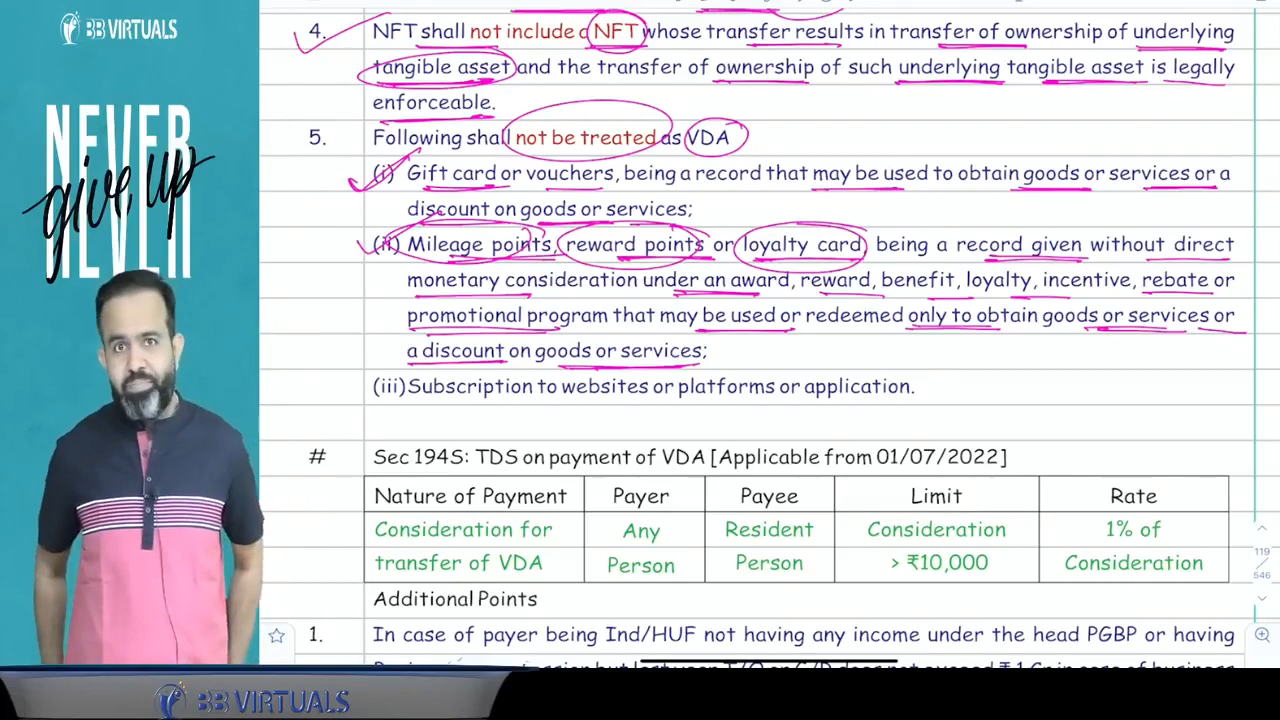 BB VIRTUALS
NEVER
give up
NEVER
4. NFT shall not include a NFT whose transfer results in transfer of ownership of underlying
tangible asset and the transfer of ownership of such underlying tangible asset is legally
enforceable.
5. Following shall not be treated as VDA
(i) Gift card or vouchers, being a record that may be used to obtain goods or services or a
discount on goods or services;
(ii) Mileage points, reward points or loyalty card, being a record given without direct
monetary consideration under an award, reward, benefit, loyalty, incentive, rebate or
promotional program that may be used or redeemed only to obtain goods or services or
a discount on goods or services;
(iii) Subscription to websites or platforms or application.
# Sec 194S: TDS on payment of VDA [Applicable from 01/07/2022]
Nature of Payment Payer Payee Limit Rate
Consideration for Any Resident Consideration 1% of
transfer of VDA Person Person > ₹10,000 Consideration
Additional Points
1. In case of payer being Ind/HUF not having any income under the head PGBP or having
119
546
BB VIRTUALS